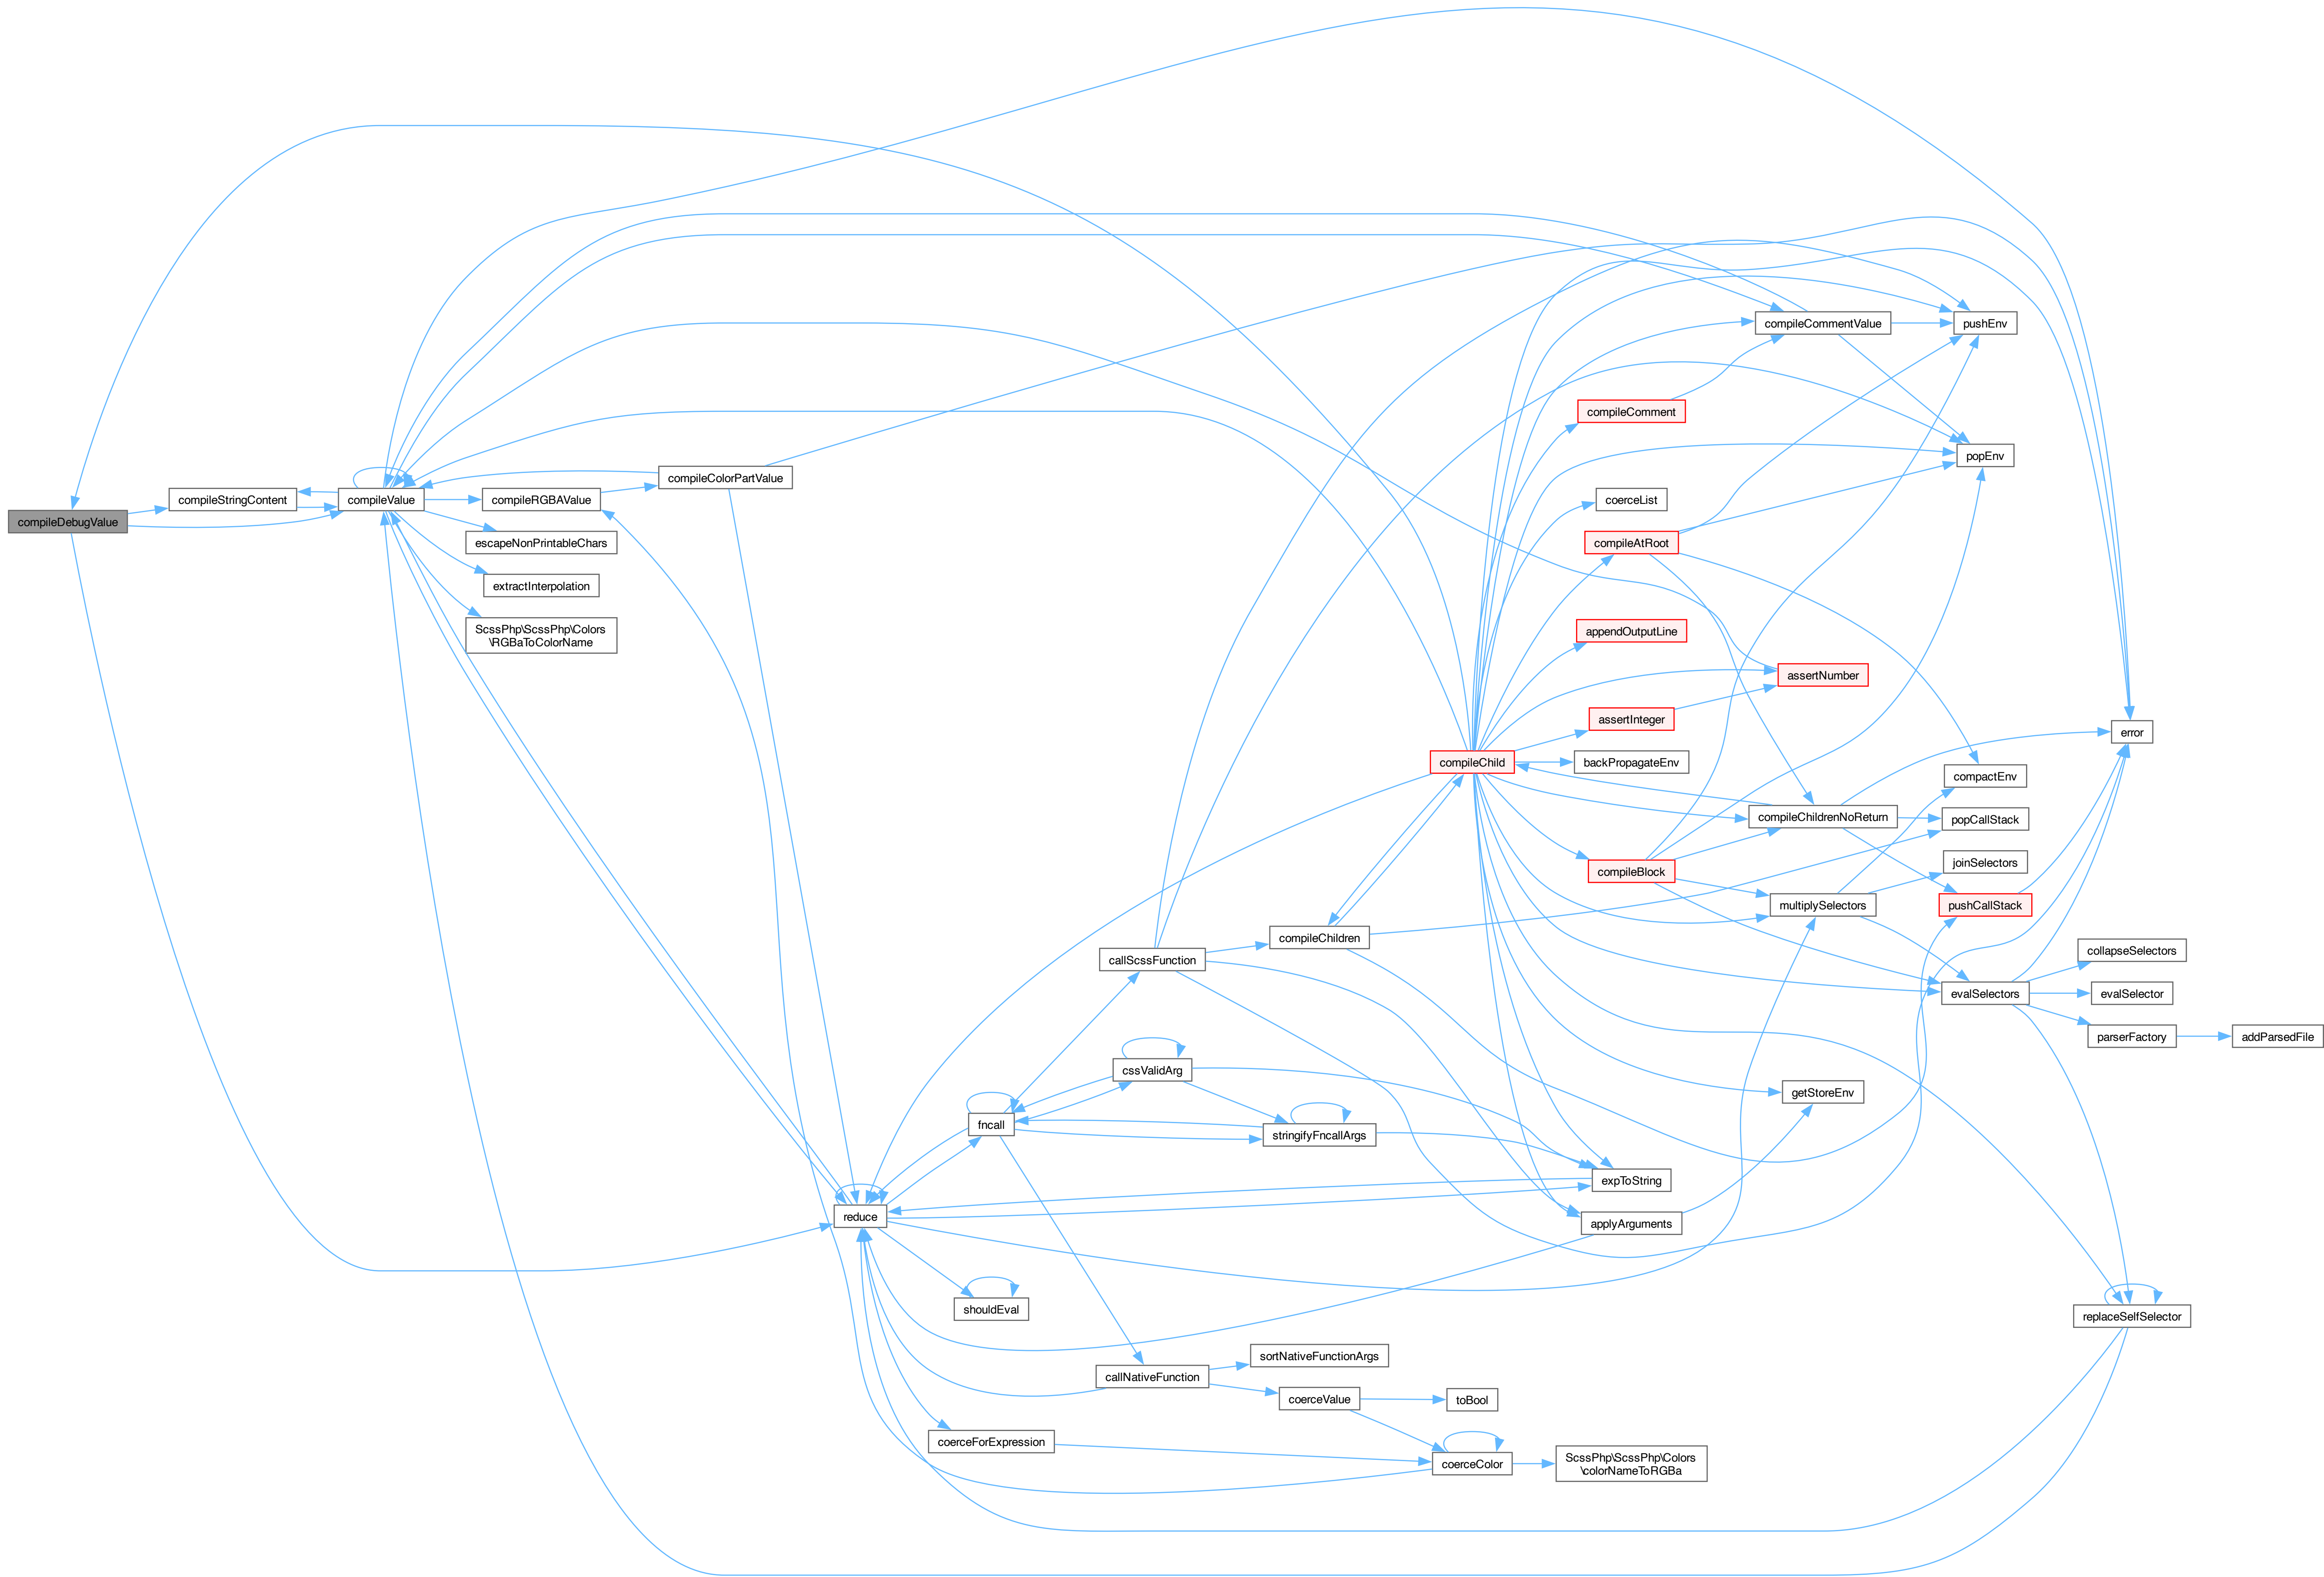 compileDebugValue
compileStringContent
compileValue
compileRGBAValue
escapeNonPrintableChars
extractInterpolation
ScssPhp\ScssPhp\Colors
\RGBaToColorName
compileColorPartValue
reduce
fncall
shouldEval
coerceForExpression
callScssFunction
cssValidArg
callNativeFunction
compileChildren
stringifyFncallArgs
sortNativeFunctionArgs
coerceValue
compileChild
toBool
coerceColor
compileComment
coerceList
compileAtRoot
appendOutputLine
assertInteger
backPropagateEnv
compileBlock
expToString
applyArguments
ScssPhp\ScssPhp\Colors
\colorNameToRGBa
compileCommentValue
assertNumber
compileChildrenNoReturn
multiplySelectors
getStoreEnv
pushEnv
popEnv
compactEnv
popCallStack
joinSelectors
pushCallStack
evalSelectors
error
collapseSelectors
evalSelector
parserFactory
replaceSelfSelector
addParsedFile